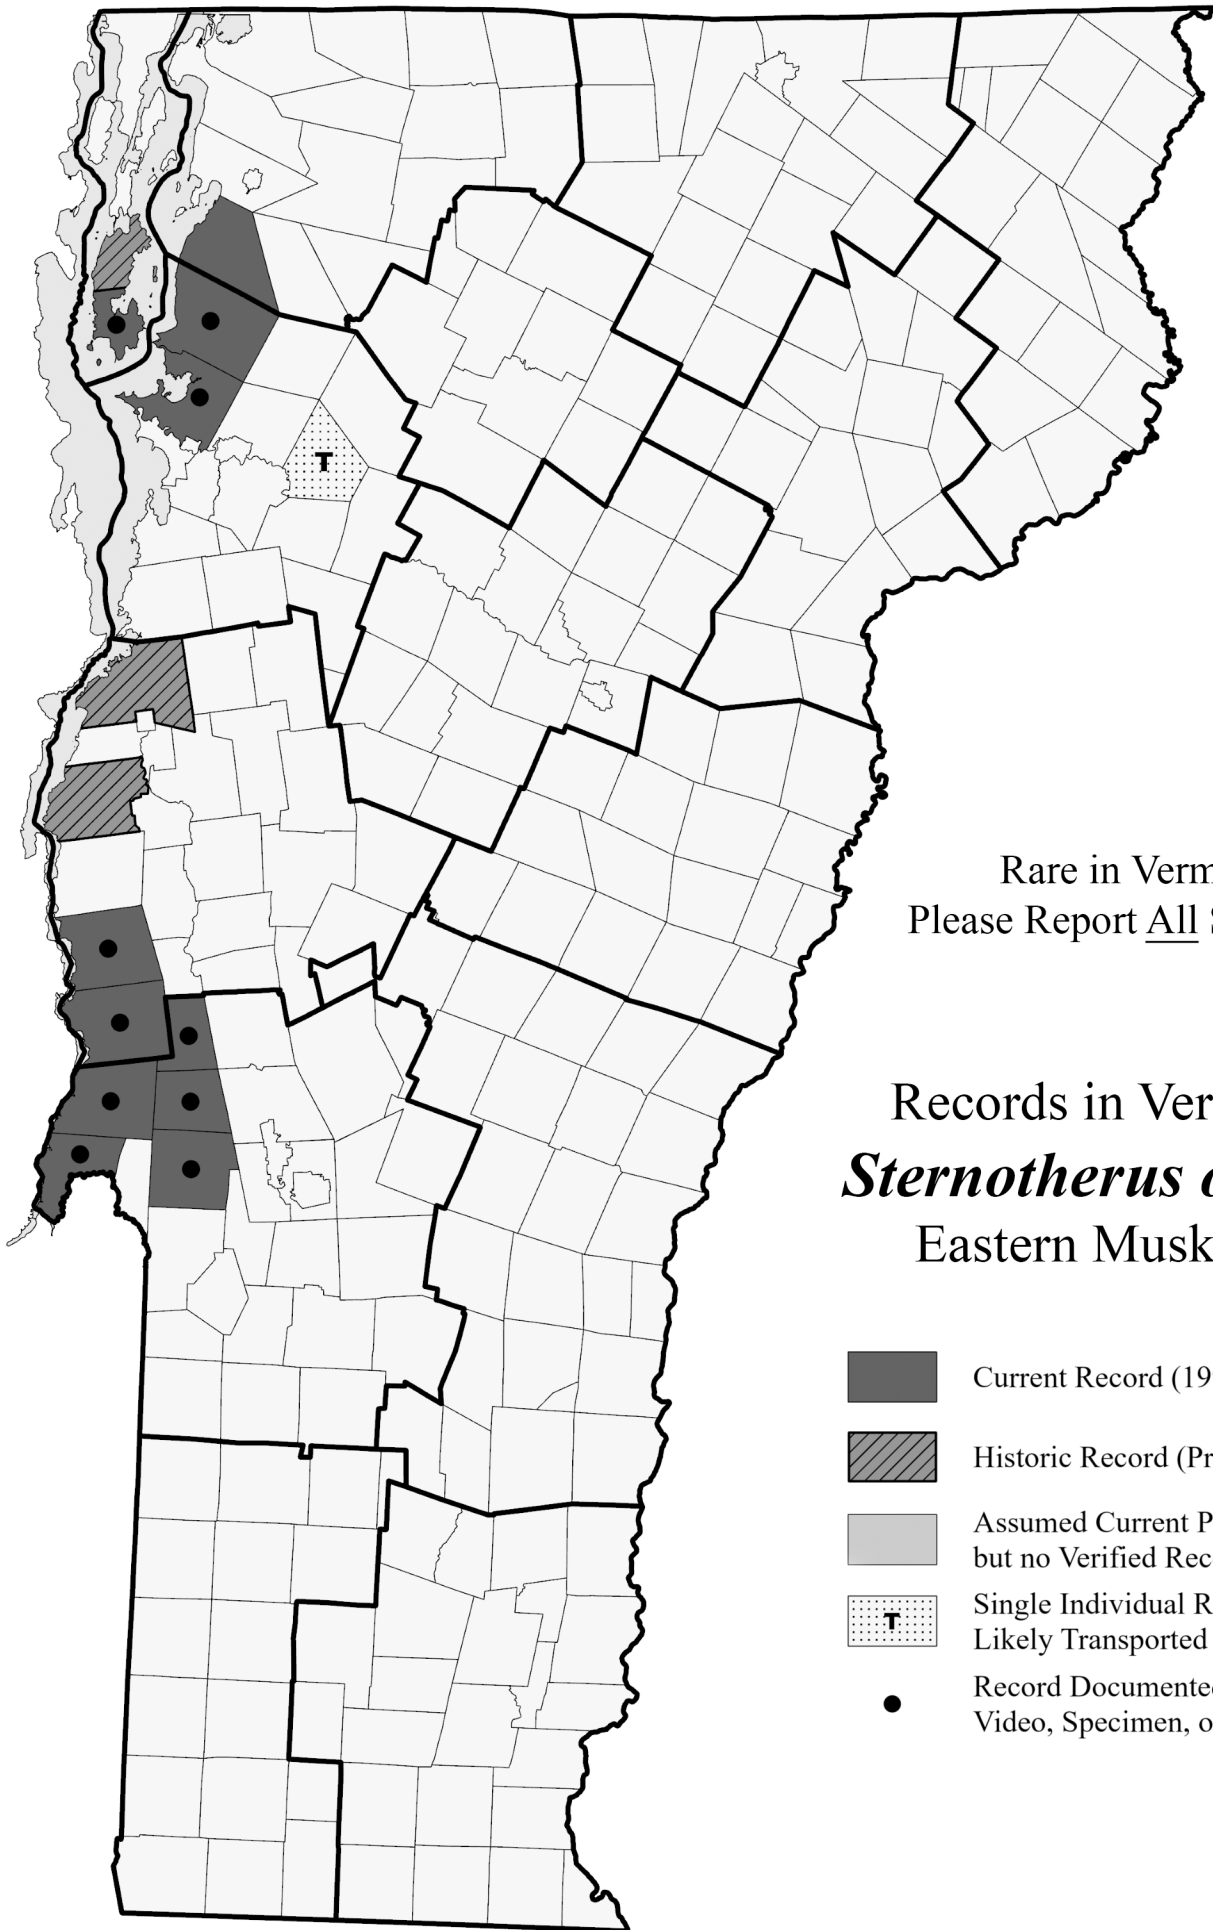 T
Rare in Verm
Please Report All S
Records in Ver
Sternotherus o
Eastern Musk
Current Record (19
Historic Record (Pr
Assumed Current P
but no Verified Rec
T
Single Individual R
Likely Transported
Record Documented
Video, Specimen, o